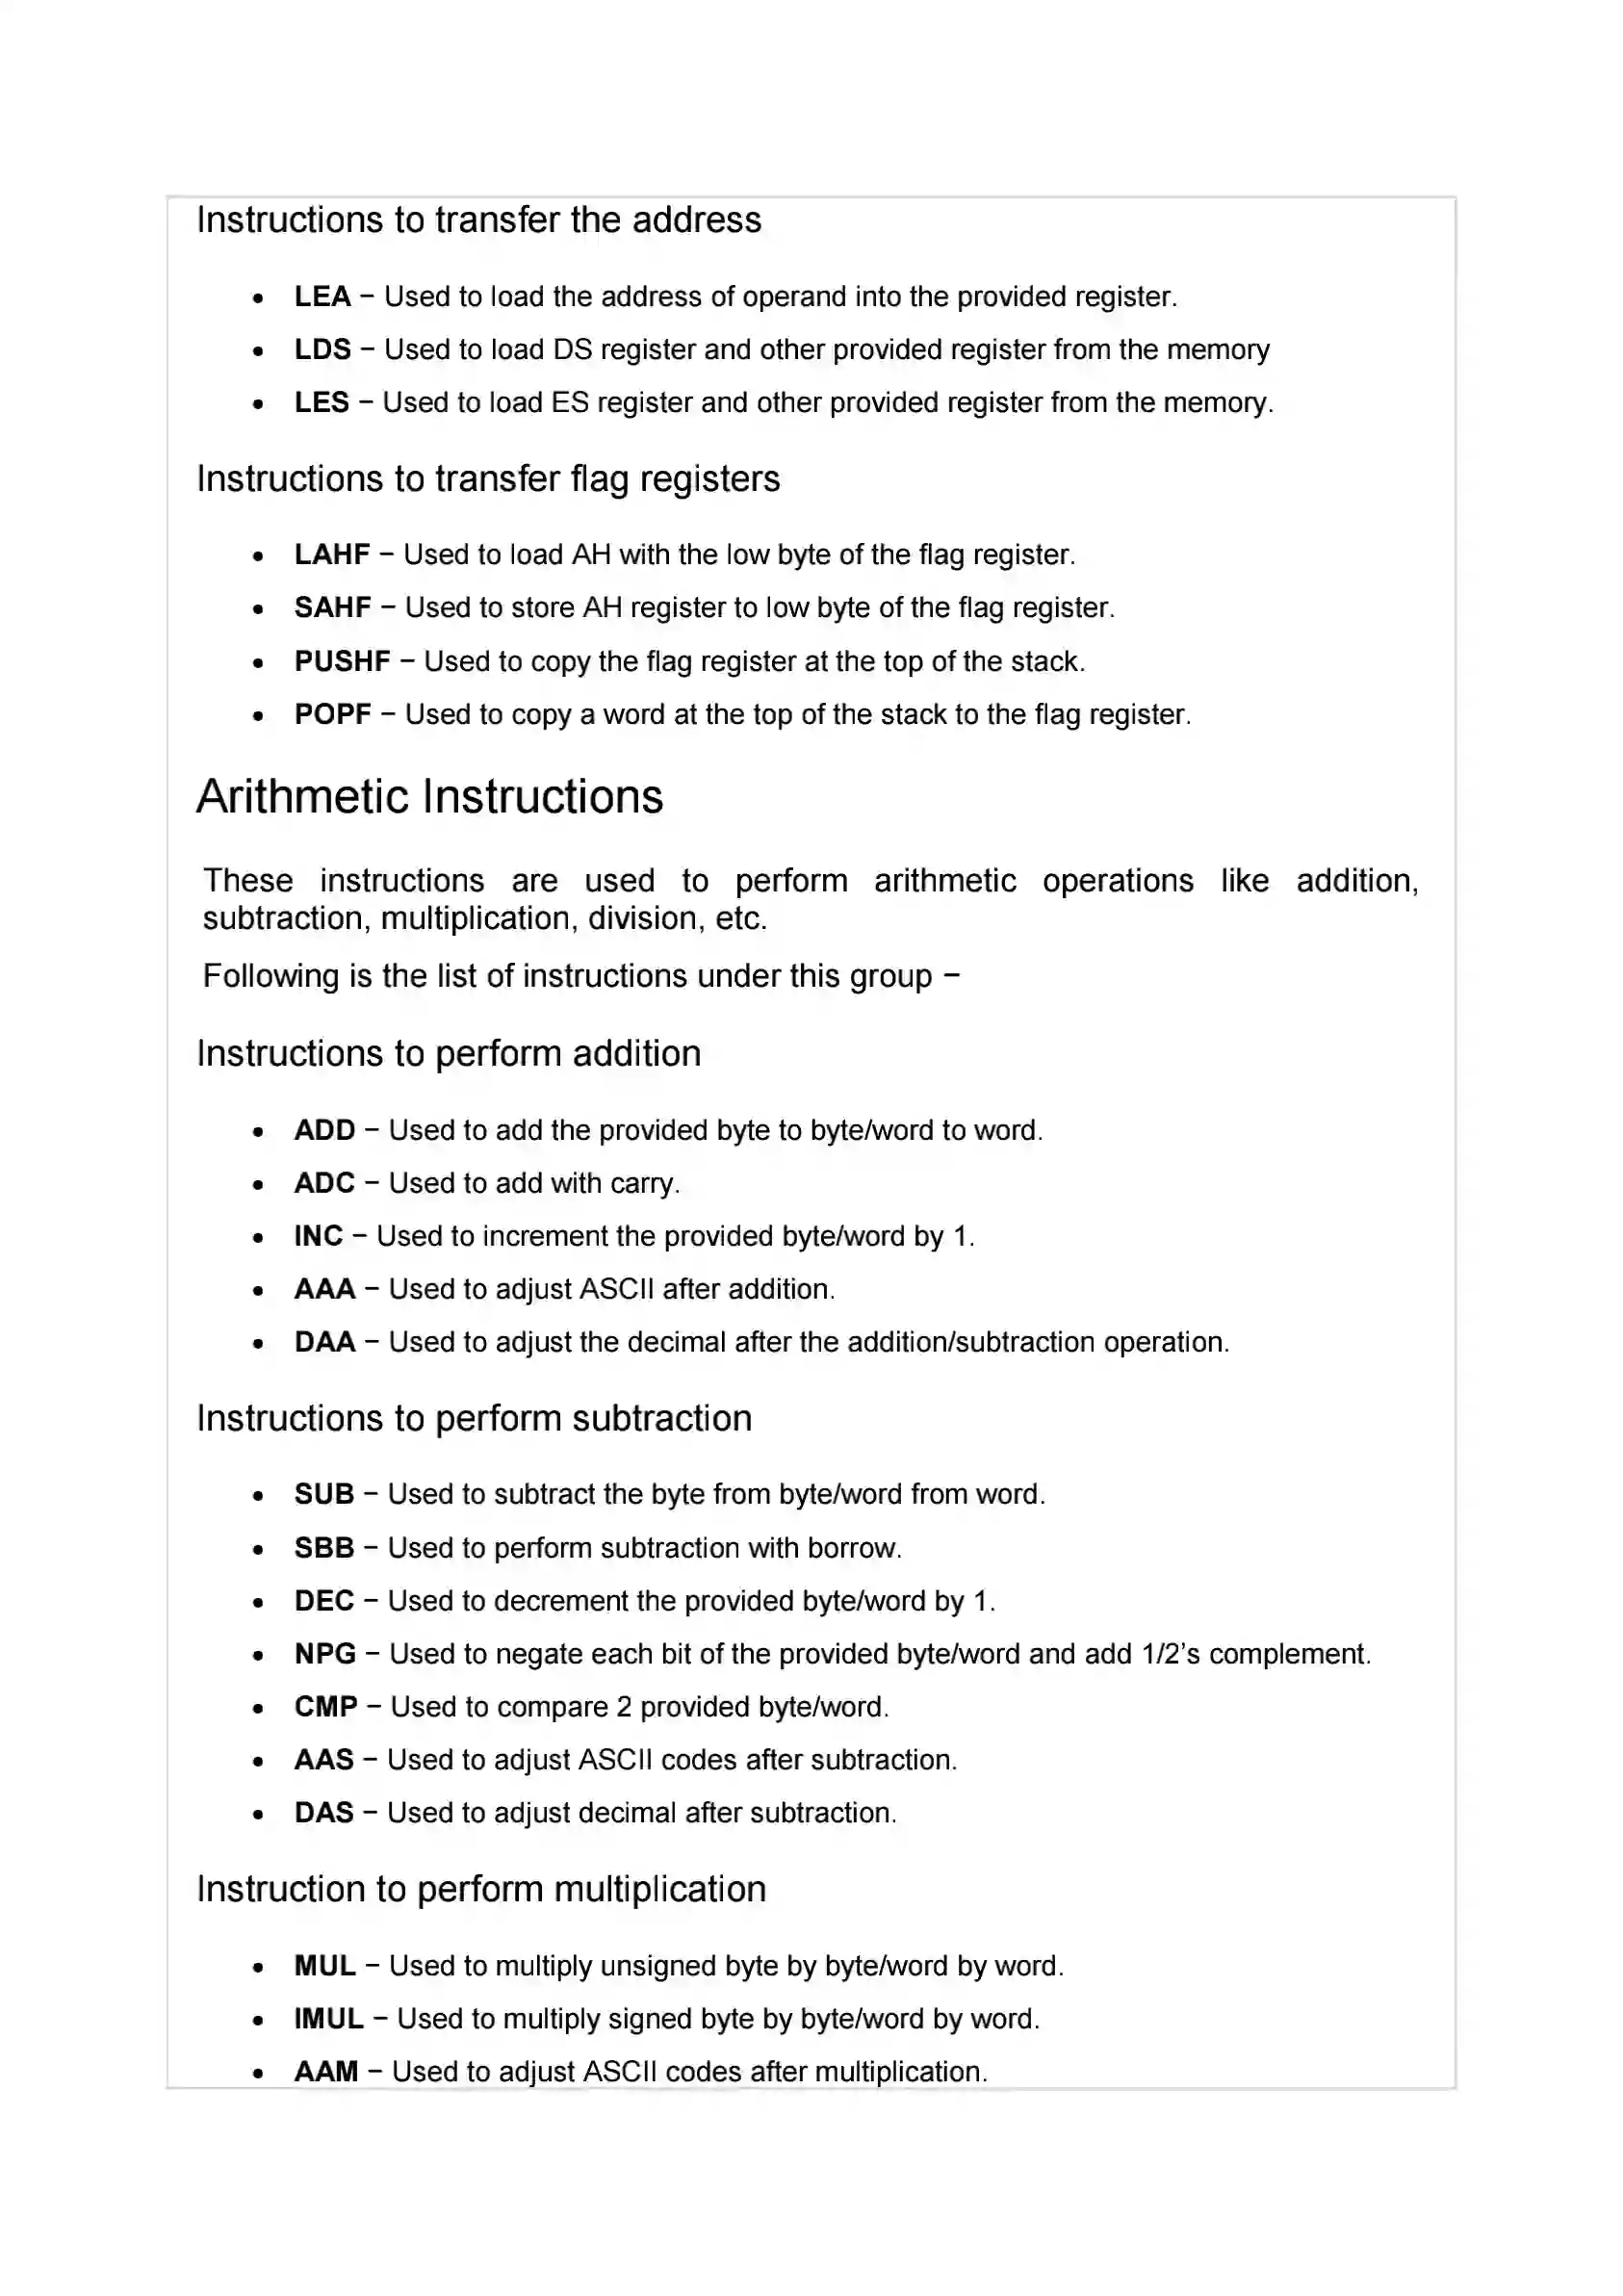 Instructions to transfer the address
• LEA − Used to load the address of operand into the provided register.
• LDS − Used to load DS register and other provided register from the memory
• LES − Used to load ES register and other provided register from the memory.
Instructions to transfer flag registers
• LAHF − Used to load AH with the low byte of the flag register.
• SAHF − Used to store AH register to low byte of the flag register.
• PUSHF − Used to copy the flag register at the top of the stack.
• POPF − Used to copy a word at the top of the stack to the flag register.
Arithmetic Instructions
These instructions are used to perform arithmetic operations like addition,
subtraction, multiplication, division, etc.
Following is the list of instructions under this group −
Instructions to perform addition
• ADD − Used to add the provided byte to byte/word to word.
• ADC − Used to add with carry.
• INC − Used to increment the provided byte/word by 1.
• AAA − Used to adjust ASCII after addition.
• DAA − Used to adjust the decimal after the addition/subtraction operation.
Instructions to perform subtraction
• SUB − Used to subtract the byte from byte/word from word.
• SBB − Used to perform subtraction with borrow.
• DEC − Used to decrement the provided byte/word by 1.
• NPG − Used to negate each bit of the provided byte/word and add 1/2’s complement.
• CMP − Used to compare 2 provided byte/word.
• AAS − Used to adjust ASCII codes after subtraction.
• DAS − Used to adjust decimal after subtraction.
Instruction to perform multiplication
• MUL − Used to multiply unsigned byte by byte/word by word.
• IMUL − Used to multiply signed byte by byte/word by word.
• AAM − Used to adjust ASCII codes after multiplication.